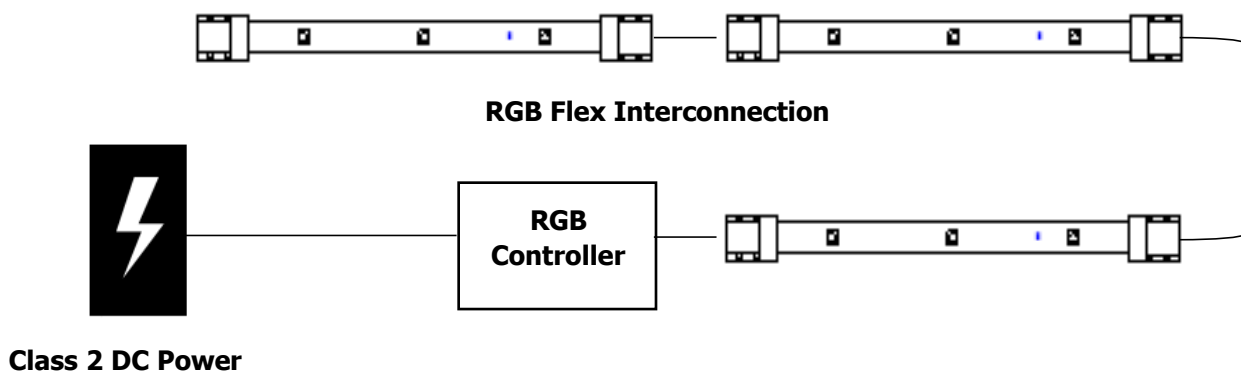 RGB Flex Interconnection
RGB
Controller
Class 2 DC Power